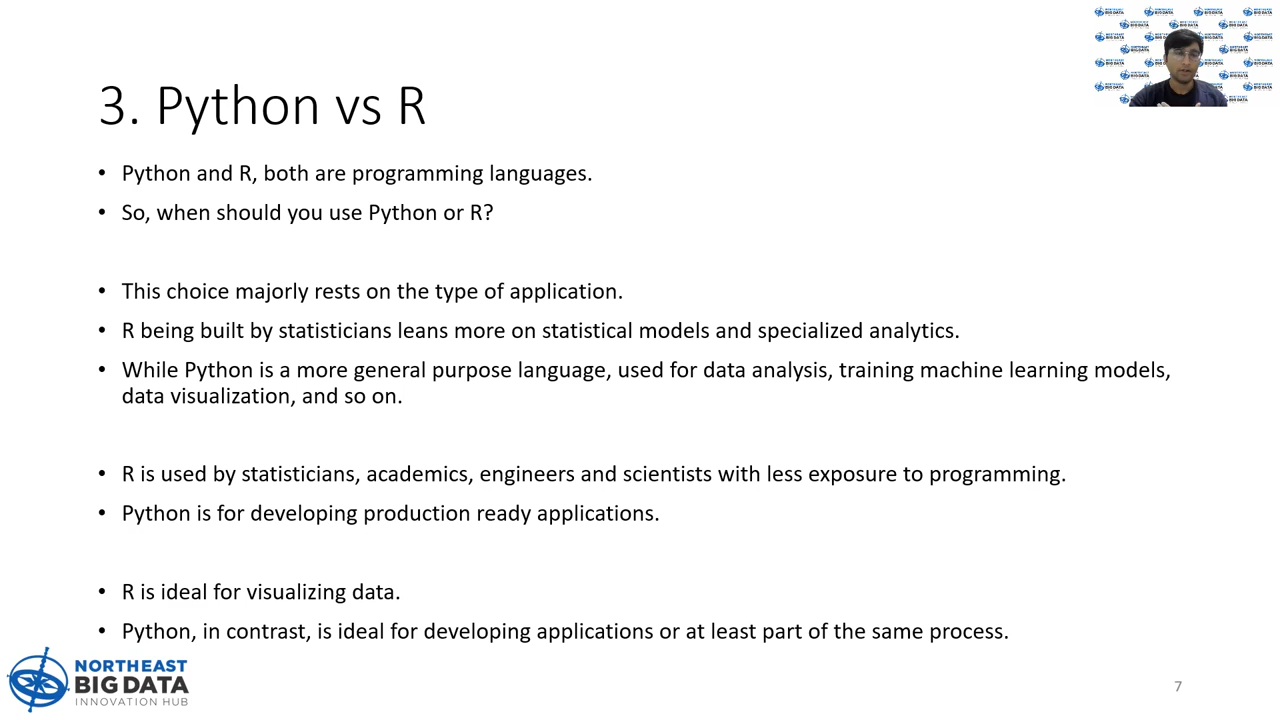 3. Python vs R
• Python and R, both are programming languages.
• So, when should you use Python or R?
• This choice majorly rests on the type of application.
• R being built by statisticians leans more on statistical models and specialized analytics.
• While Python is a more general purpose language, used for data analysis, training machine learning models,
data visualization, and so on.
• R is used by statisticians, academics, engineers and scientists with less exposure to programming.
• Python is for developing production ready applications.
• R is ideal for visualizing data.
• Python, in contrast, is ideal for developing applications or at least part of the same process.
NORTHEAST
BIG DATA
INNOVATION HUB
7